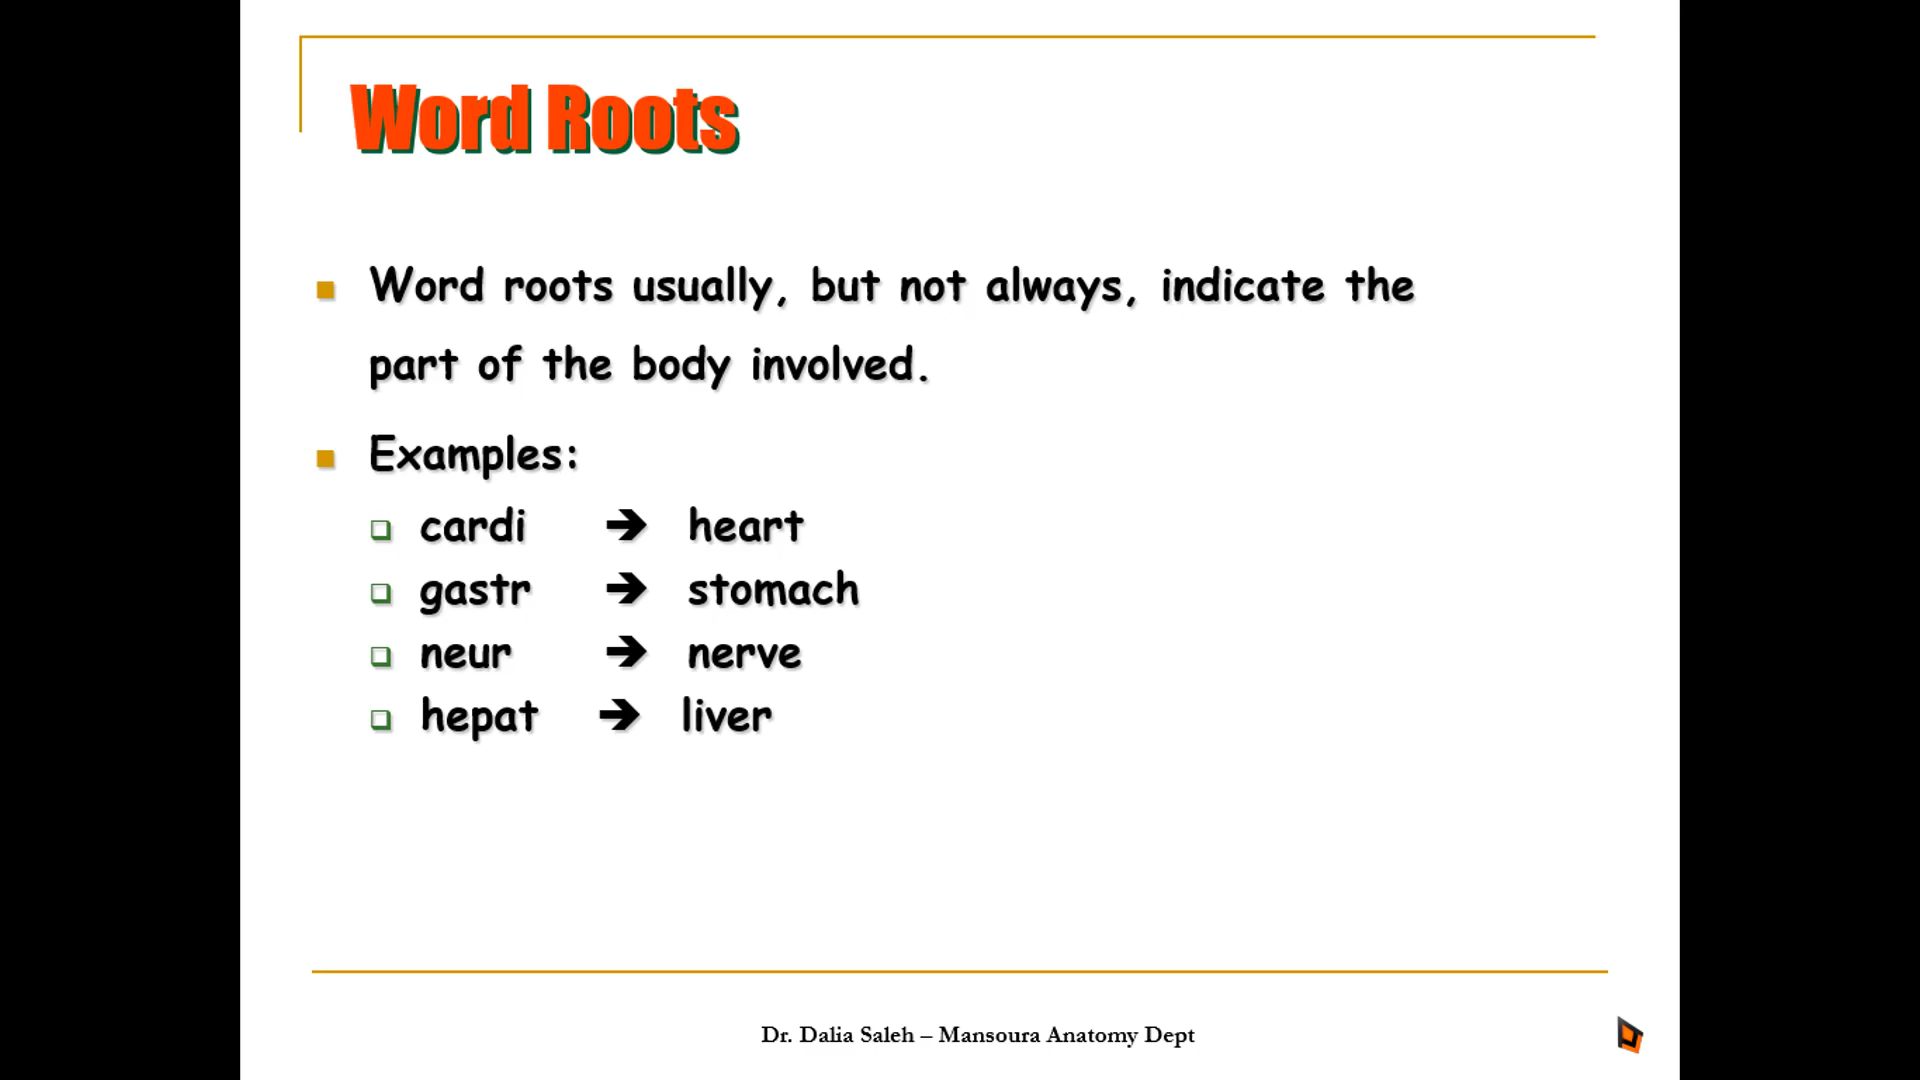 Word Roots
Word roots usually, but not always, indicate the
part of the body involved.
Examples:
cardi ➔ heart
gastr ➔ stomach
neur ➔ nerve
hepat ➔ liver
Dr. Dalia Saleh – Mansoura Anatomy Dept